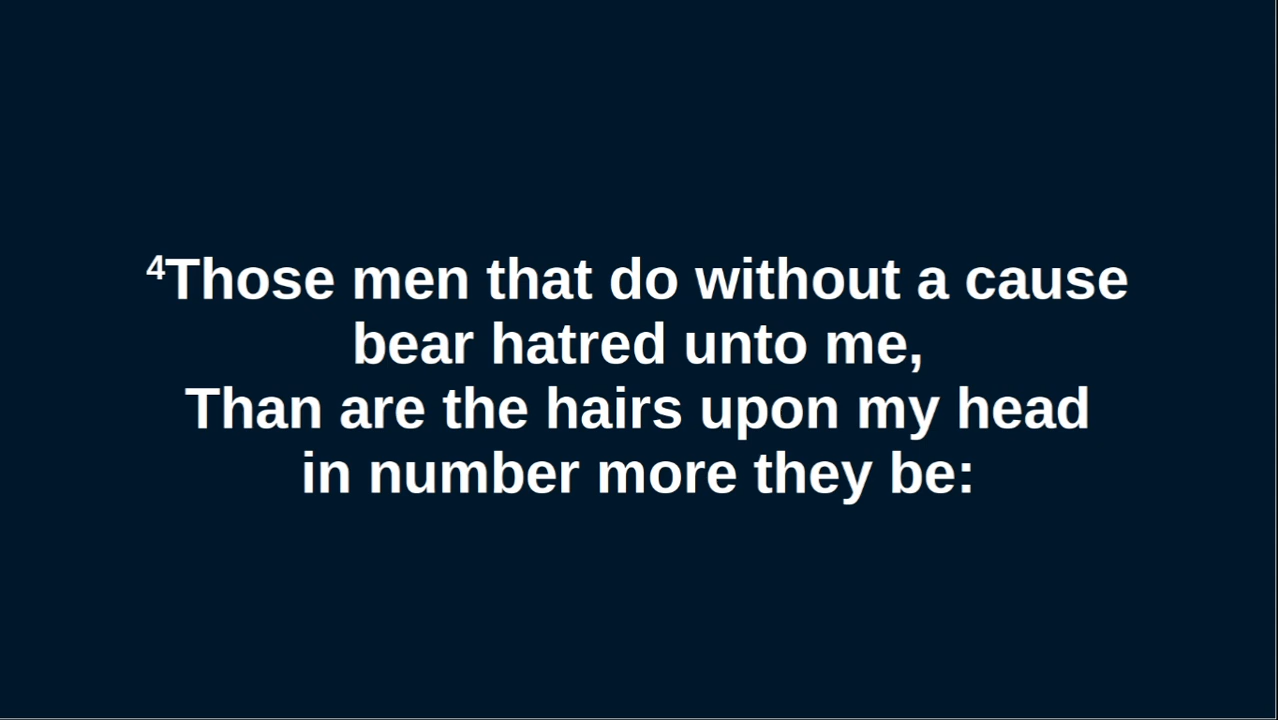 ⁴Those men that do without a cause
bear hatred unto me,
Than are the hairs upon my head
in number more they be: